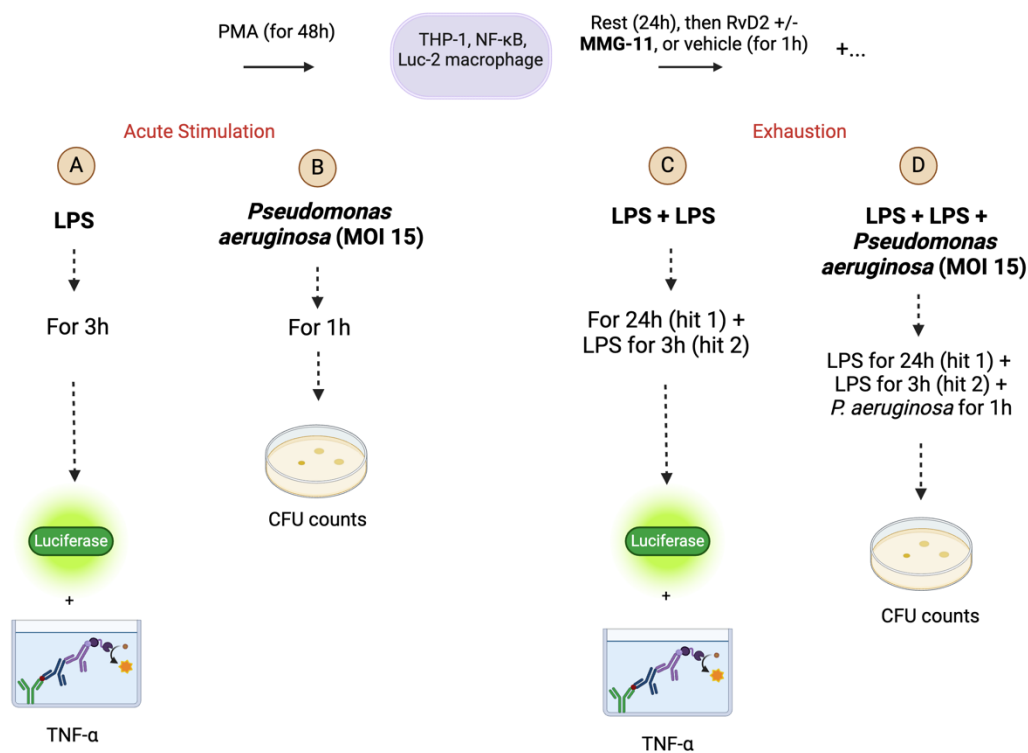 PMA (for 48h)
THP-1, NF-κB,
Luc-2 macrophage
Rest (24h), then RvD2 +/-
MMG-11, or vehicle (for 1h)
+...
Acute Stimulation
Exhaustion
A
LPS
For 3h
Luciferase
+
TNF-α
B
Pseudomonas
aeruginosa (MOI 15)
For 1h
CFU counts
C
LPS + LPS
For 24h (hit 1) +
LPS for 3h (hit 2)
Luciferase
+
TNF-α
D
LPS + LPS +
Pseudomonas
aeruginosa (MOI 15)
LPS for 24h (hit 1) +
LPS for 3h (hit 2) +
P. aeruginosa for 1h
CFU counts